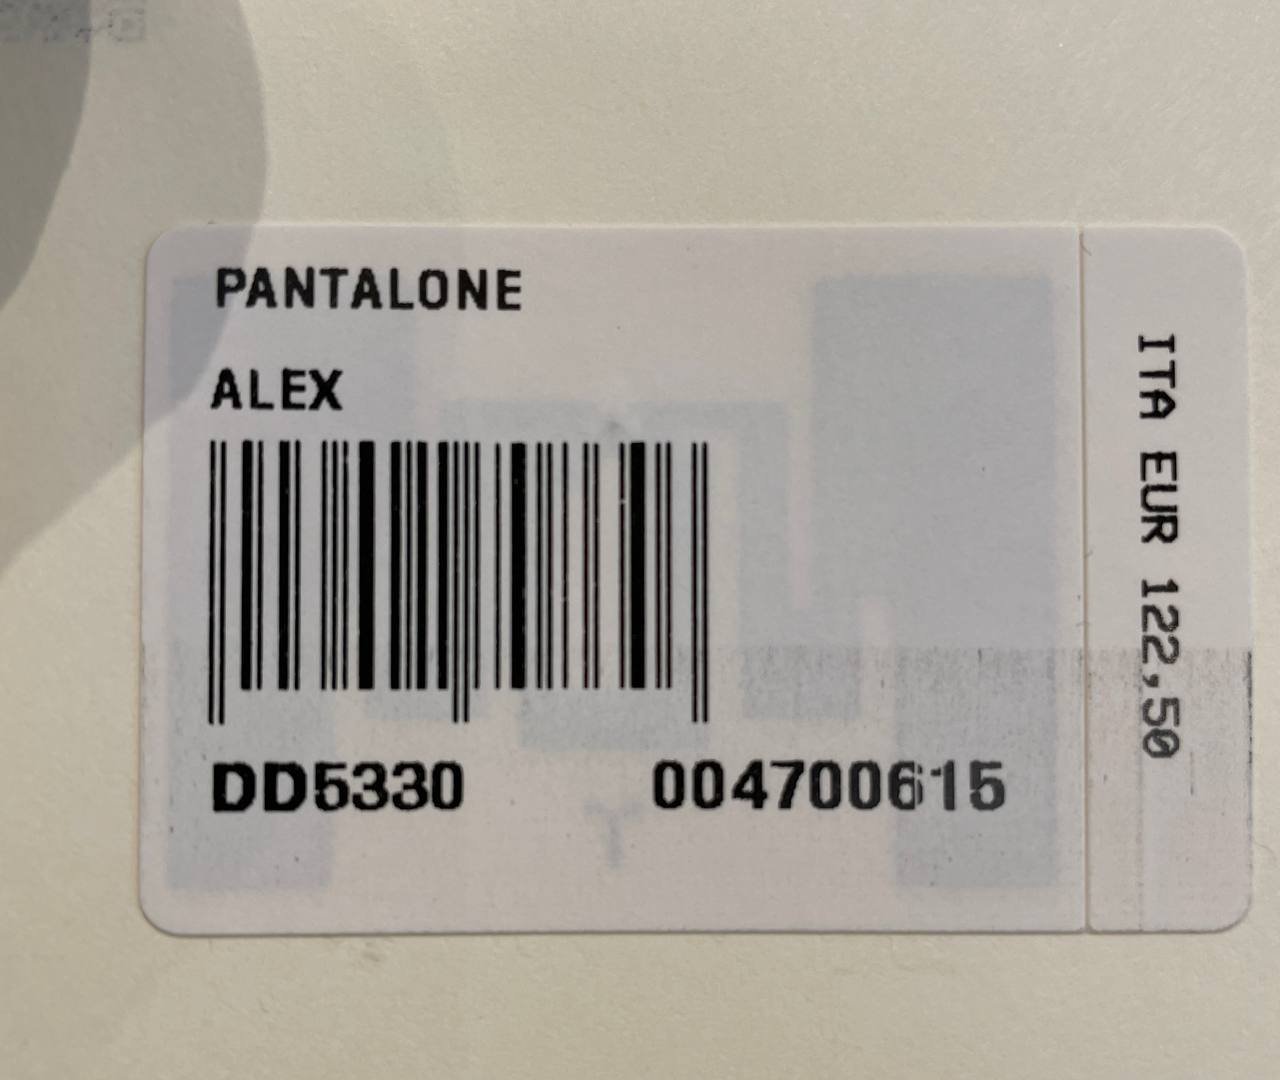 PANTALONE
ALEX
DD5330 004700615
ITA EUR 122,50